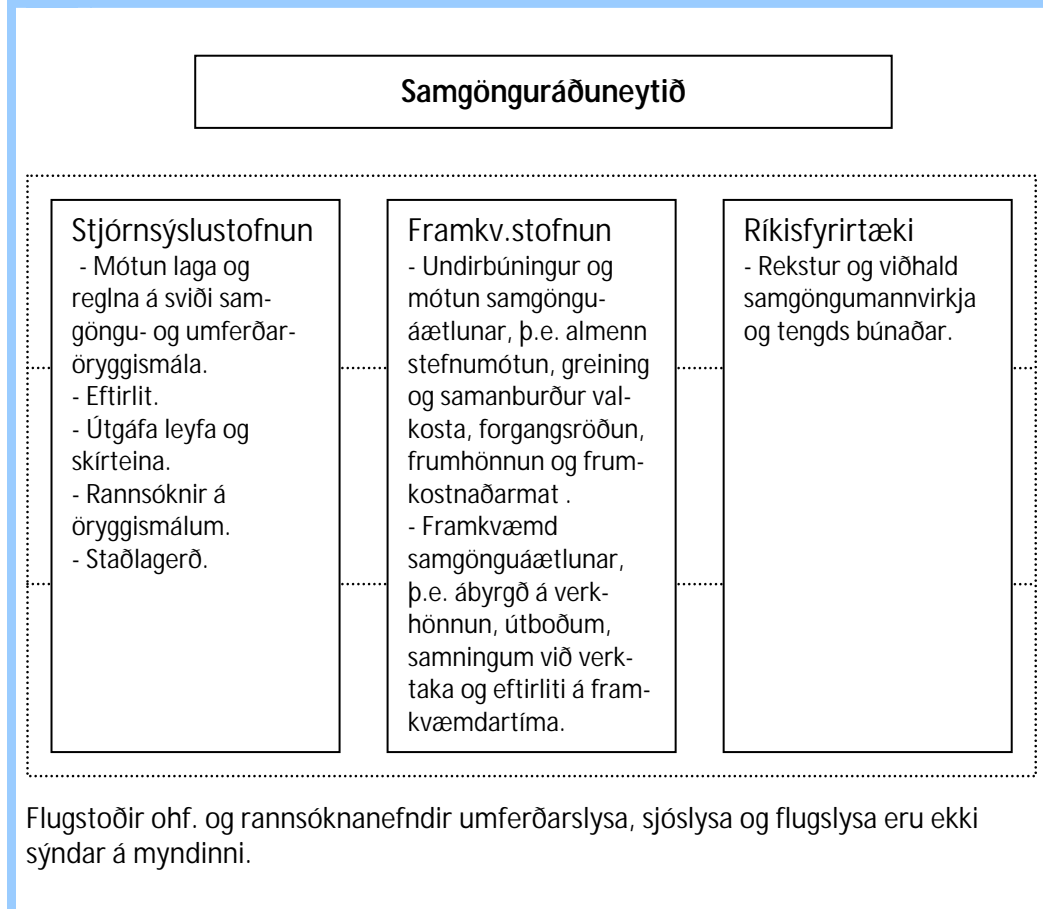 Samgönguráðuneytið
Stjórnsýslustofnun
- Mótun laga og
reglna á sviði sam-
göngu- og umferðar-
öryggismála.
- Eftirlit.
- Útgáfa leyfa og
skírteina.
- Rannsóknir á
öryggismálum.
- Staðlagerð.
Framkv.stofnun
- Undirbúningur og
mótun samgöngu-
áætlunar, þ.e. almenn
stefnumótun, greining
og samanburður val-
kosta, forgangsröðun,
frumhönnun og frum-
kostnaðarmat .
- Framkvæmd
samgönguáætlunar,
þ.e. ábyrgð á verk-
hönnun, útboðum,
samningum við verk-
taka og eftirliti á fram-
kvæmdartíma.
Ríkisfyrirtæki
- Rekstur og viðhald
samgöngumannvirkja
og tengds búnaðar.
Flugstoðir ohf. og rannsóknanefndir umferðarslysa, sjóslysa og flugslysa eru ekki
sýndar á myndinni.